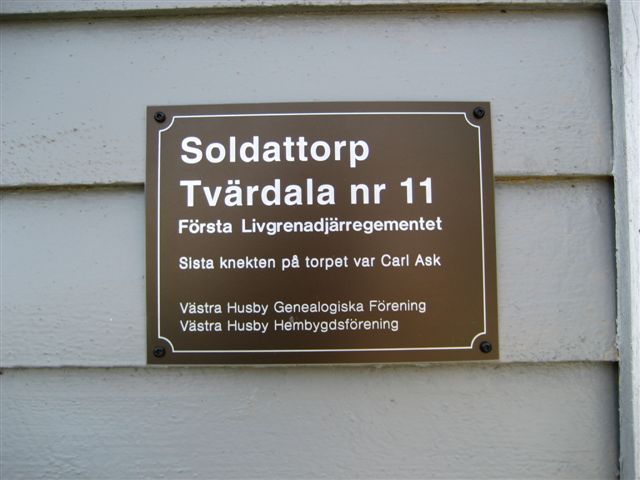 Soldattorp
Tvärdala nr 11
Första Livgrenadjärregementet
Sista knekten på torpet var Carl Ask
Västra Husby Genealogiska Förening
Västra Husby Hembygdsförening